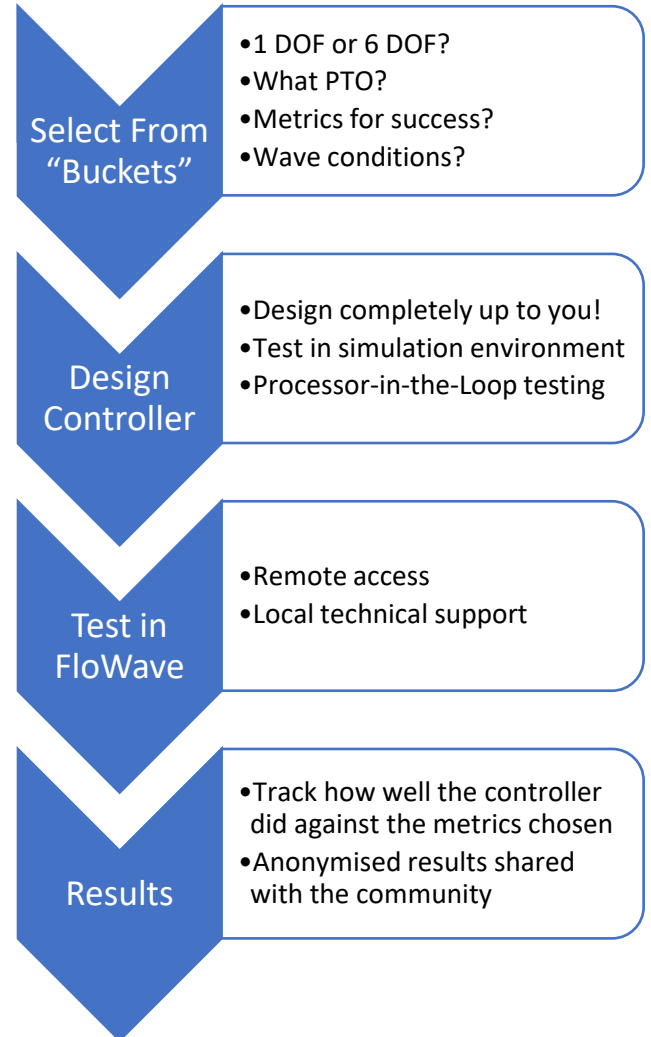 Select From
“Buckets”
•1 DOF or 6 DOF?
•What PTO?
•Metrics for success?
•Wave conditions?
Design
Controller
•Design completely up to you!
•Test in simulation environment
•Processor-in-the-Loop testing
Test in
FloWave
•Remote access
•Local technical support
Results
•Track how well the controller
did against the metrics chosen
•Anonymised results shared
with the community